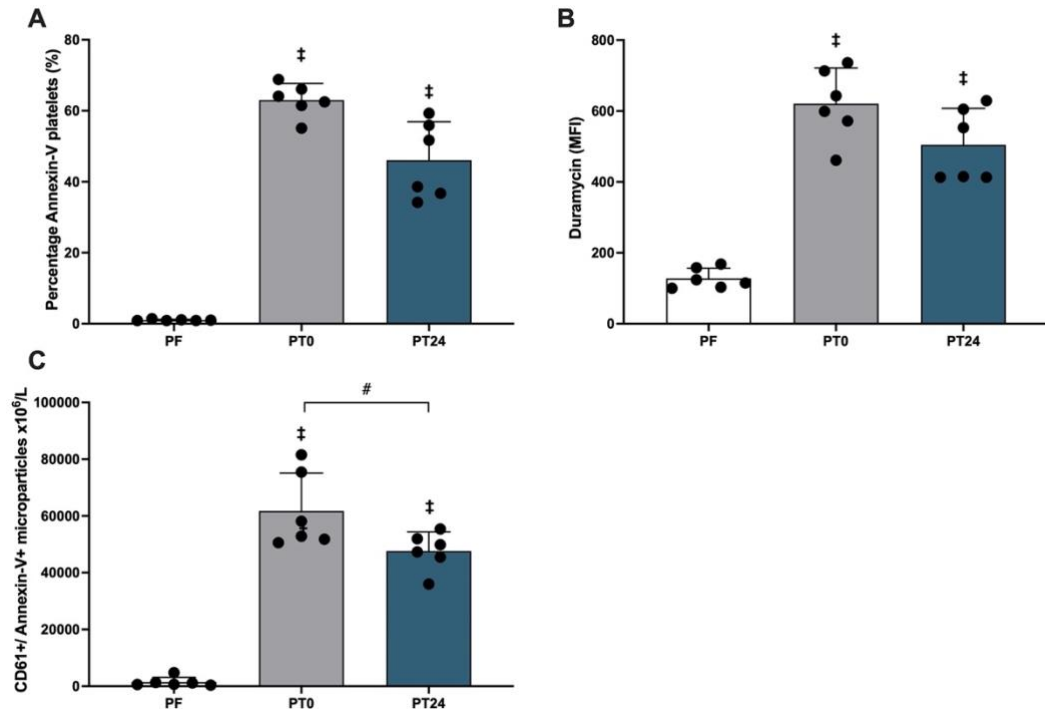 A
Percentage Annexin-V platelets (%)
80
60
40
20
0
‡
‡
PF
PT0
PT24
B
Duramycin (MFI)
800
600
400
200
0
‡
‡
PF
PT0
PT24
C
CD61+/ Annexin-V+ microparticles x10⁶/L
100000
80000
60000
40000
20000
0
#
‡
‡
PF
PT0
PT24